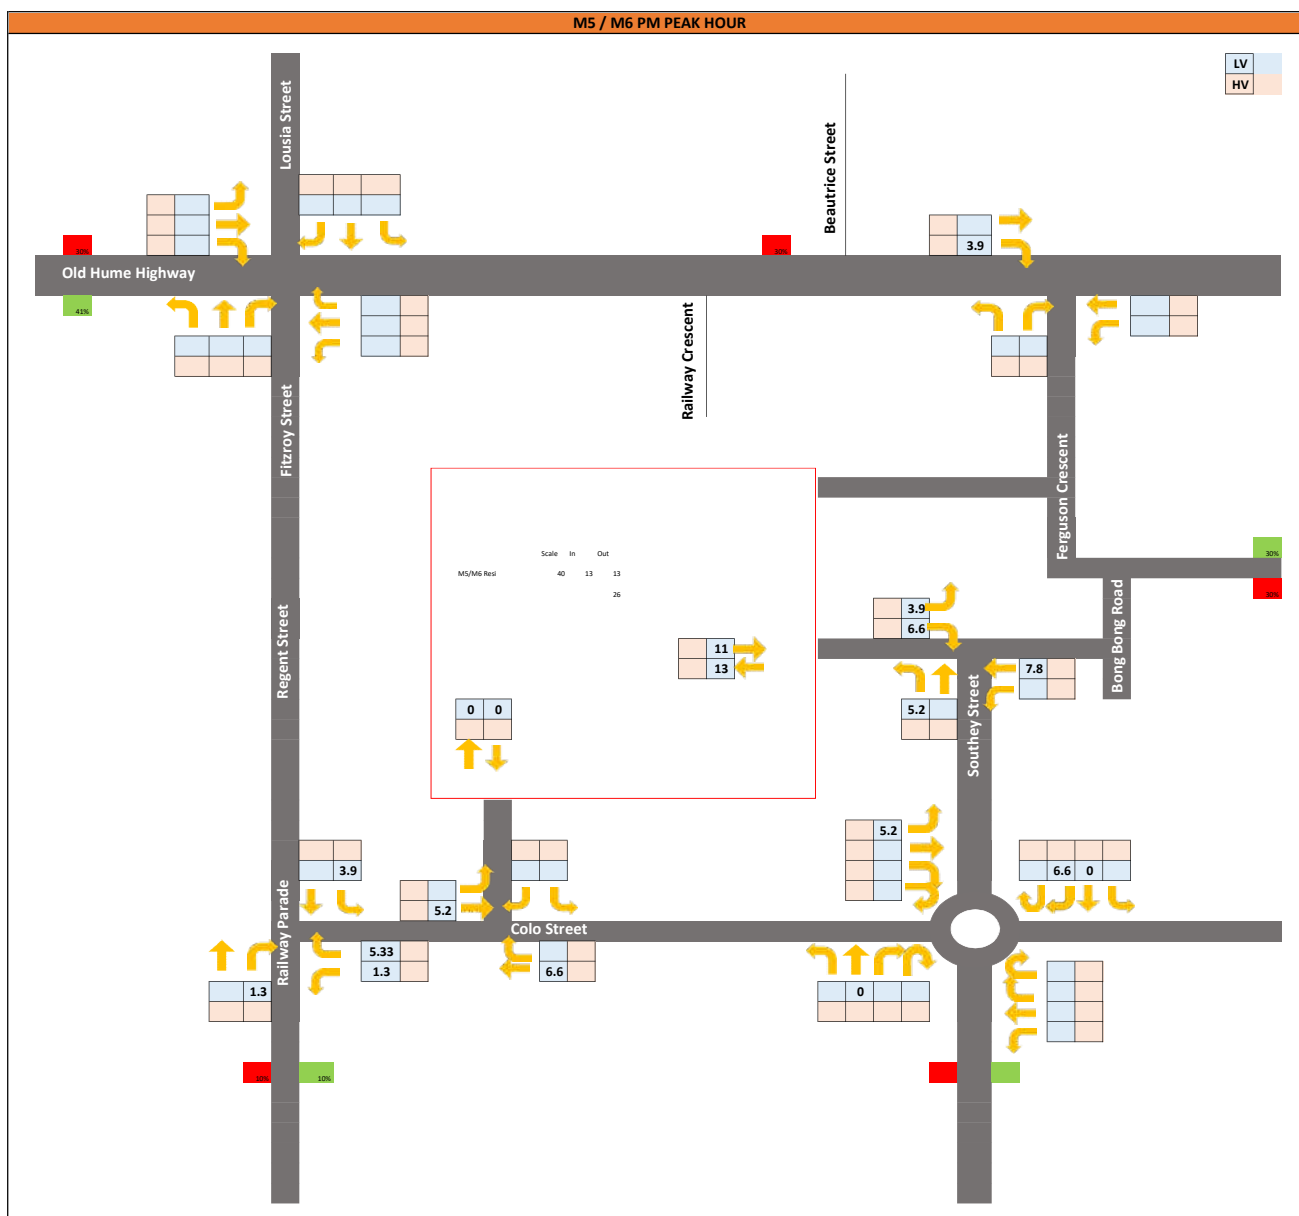 M5 / M6 PM PEAK HOUR
LV
HV
Lousia Street
Beautrice Street
3.9
30%
30%
Old Hume Highway
41%
Railway Crescent
Fitzroy Street
Ferguson Crescent
Scale In Out
M5/M6 Resi 40 13 13
26
30%
30%
Regent Street
3.9
6.6
Bong Bong Road
11
13
7.8
5.2
Southey Street
0 0
5.2
3.9
6.6 0
5.2
Railway Parade
Colo Street
5.33
1.3
6.6
1.3
0
10%
10%